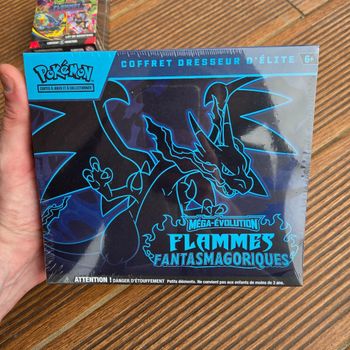 FLAMMES
POKÉMON
CARTES À JOUER ET À COLLECTIONNER
COFFRET DRESSEUR D'ÉLITE
6+
MÉGA-ÉVOLUTION
FLAMMES
FANTASMAGORIQUES
ATTENTION ! DANGER D'ÉTOUFFEMENT Petits éléments. Ne convient pas aux enfants de moins de 3 ans.